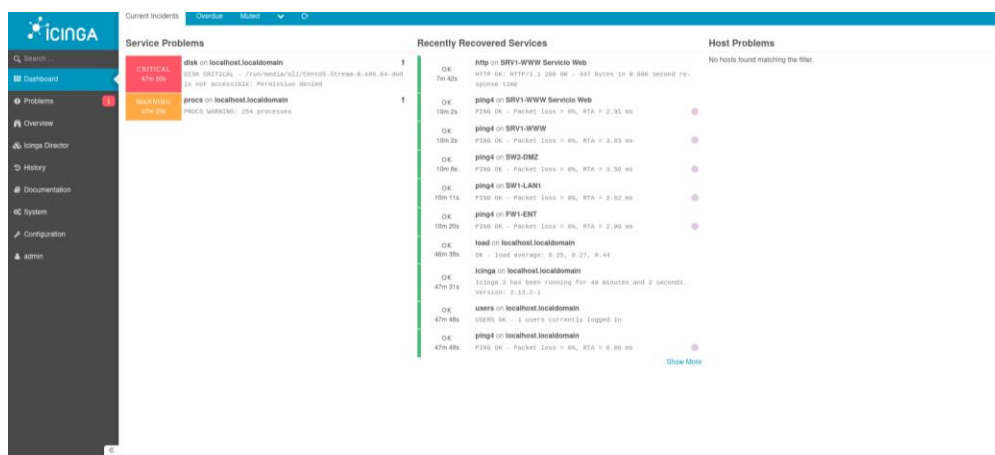 ICINGA
Search ...
Dashboard
Problems
1
Overview
Icinga Director
History
Documentation
System
Configuration
admin
Current Incidents Overdue Muted
Service Problems
CRITICAL
47m 50s
disk on localhost.localdomain !
DISK CRITICAL - /run/media/ali/CentOS-Stream-8-x86_64-dvd
is not accessible: Permission denied
WARNING
procs on localhost.localdomain !
PROCS WARNING: 254 processes
Recently Recovered Services
OK
7m 42s
http on SRV1-WWW Servicio Web
HTTP OK: HTTP/1.1 200 OK - 447 bytes in 0.006 second re-
sponse time
OK
10m 2s
ping4 on SRV1-WWW Servicio Web
PING OK - Packet loss = 0%, RTA = 2.91 ms
OK
10m 2s
ping4 on SRV1-WWW
PING OK - Packet loss = 0%, RTA = 3.03 ms
OK
10m 8s
ping4 on SW2-DMZ
PING OK - Packet loss = 0%, RTA = 3.56 ms
OK
10m 11s
ping4 on SW1-LAN1
PING OK - Packet loss = 0%, RTA = 2.82 ms
OK
10m 20s
ping4 on FW1-ENT
PING OK - Packet loss = 0%, RTA = 2.90 ms
OK
46m 39s
load on localhost.localdomain
OK - load average: 0.25, 0.27, 0.44
OK
47m 31s
icinga on localhost.localdomain
Icinga 2 has been running for 40 minutes and 2 seconds.
Version: 2.13.2-1
OK
47m 46s
users on localhost.localdomain
USERS OK - 1 users currently logged in
OK
47m 49s
ping4 on localhost.localdomain
PING OK - Packet loss = 0%, RTA = 0.06 ms
Show More
Host Problems
No hosts found matching the filter.